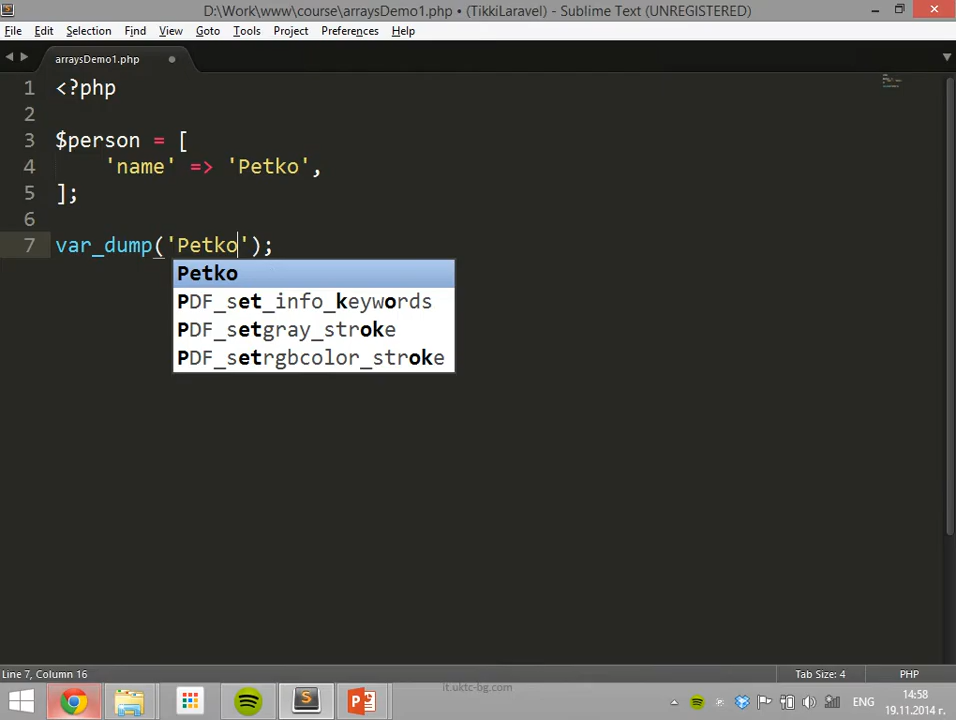 D:\Work\www\course\arraysDemo1.php • (TikkiLaravel) - Sublime Text (UNREGISTERED)
File Edit Selection Find View Goto Tools Project Preferences Help
arraysDemo1.php
1 <?php
2
3 $person = [
4 'name' => 'Petko',
5 ];
6
7 var_dump('Petko');
Petko
PDF_set_info_keywords
PDF_setgray_stroke
PDF_setrgbcolor_stroke
Line 7, Column 16 Tab Size: 4 PHP
it.uktc-bg.com
ENG
14:58
19.11.2014 г.